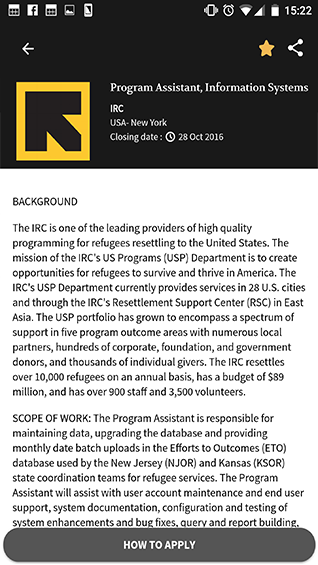 15:22
Program Assistant, Information Systems
IRC
USA- New York
Closing date : 28 Oct 2016
BACKGROUND
The IRC is one of the leading providers of high quality
programming for refugees resettling to the United States. The
mission of the IRC's US Programs (USP) Department is to create
opportunities for refugees to survive and thrive in America. The
IRC's USP Department currently provides services in 28 U.S. cities
and through the IRC's Resettlement Support Center (RSC) in East
Asia. The USP portfolio has grown to encompass a spectrum of
support in five program outcome areas with numerous local
partners, hundreds of corporate, foundation, and government
donors, and thousands of individual givers. The IRC resettles
over 10,000 refugees on an annual basis, has a budget of $89
million, and has over 900 staff and 3,500 volunteers.
SCOPE OF WORK: The Program Assistant is responsible for
maintaining data, upgrading the database and providing
monthly date batch uploads in the Efforts to Outcomes (ETO)
database used by the New Jersey (NJOR) and Kansas (KSOR)
state coordination teams for refugee services. The Program
Assistant will assist with user account maintenance and end user
support, system documentation, configuration and testing of
system enhancements and bug fixes, query and report building,
HOW TO APPLY